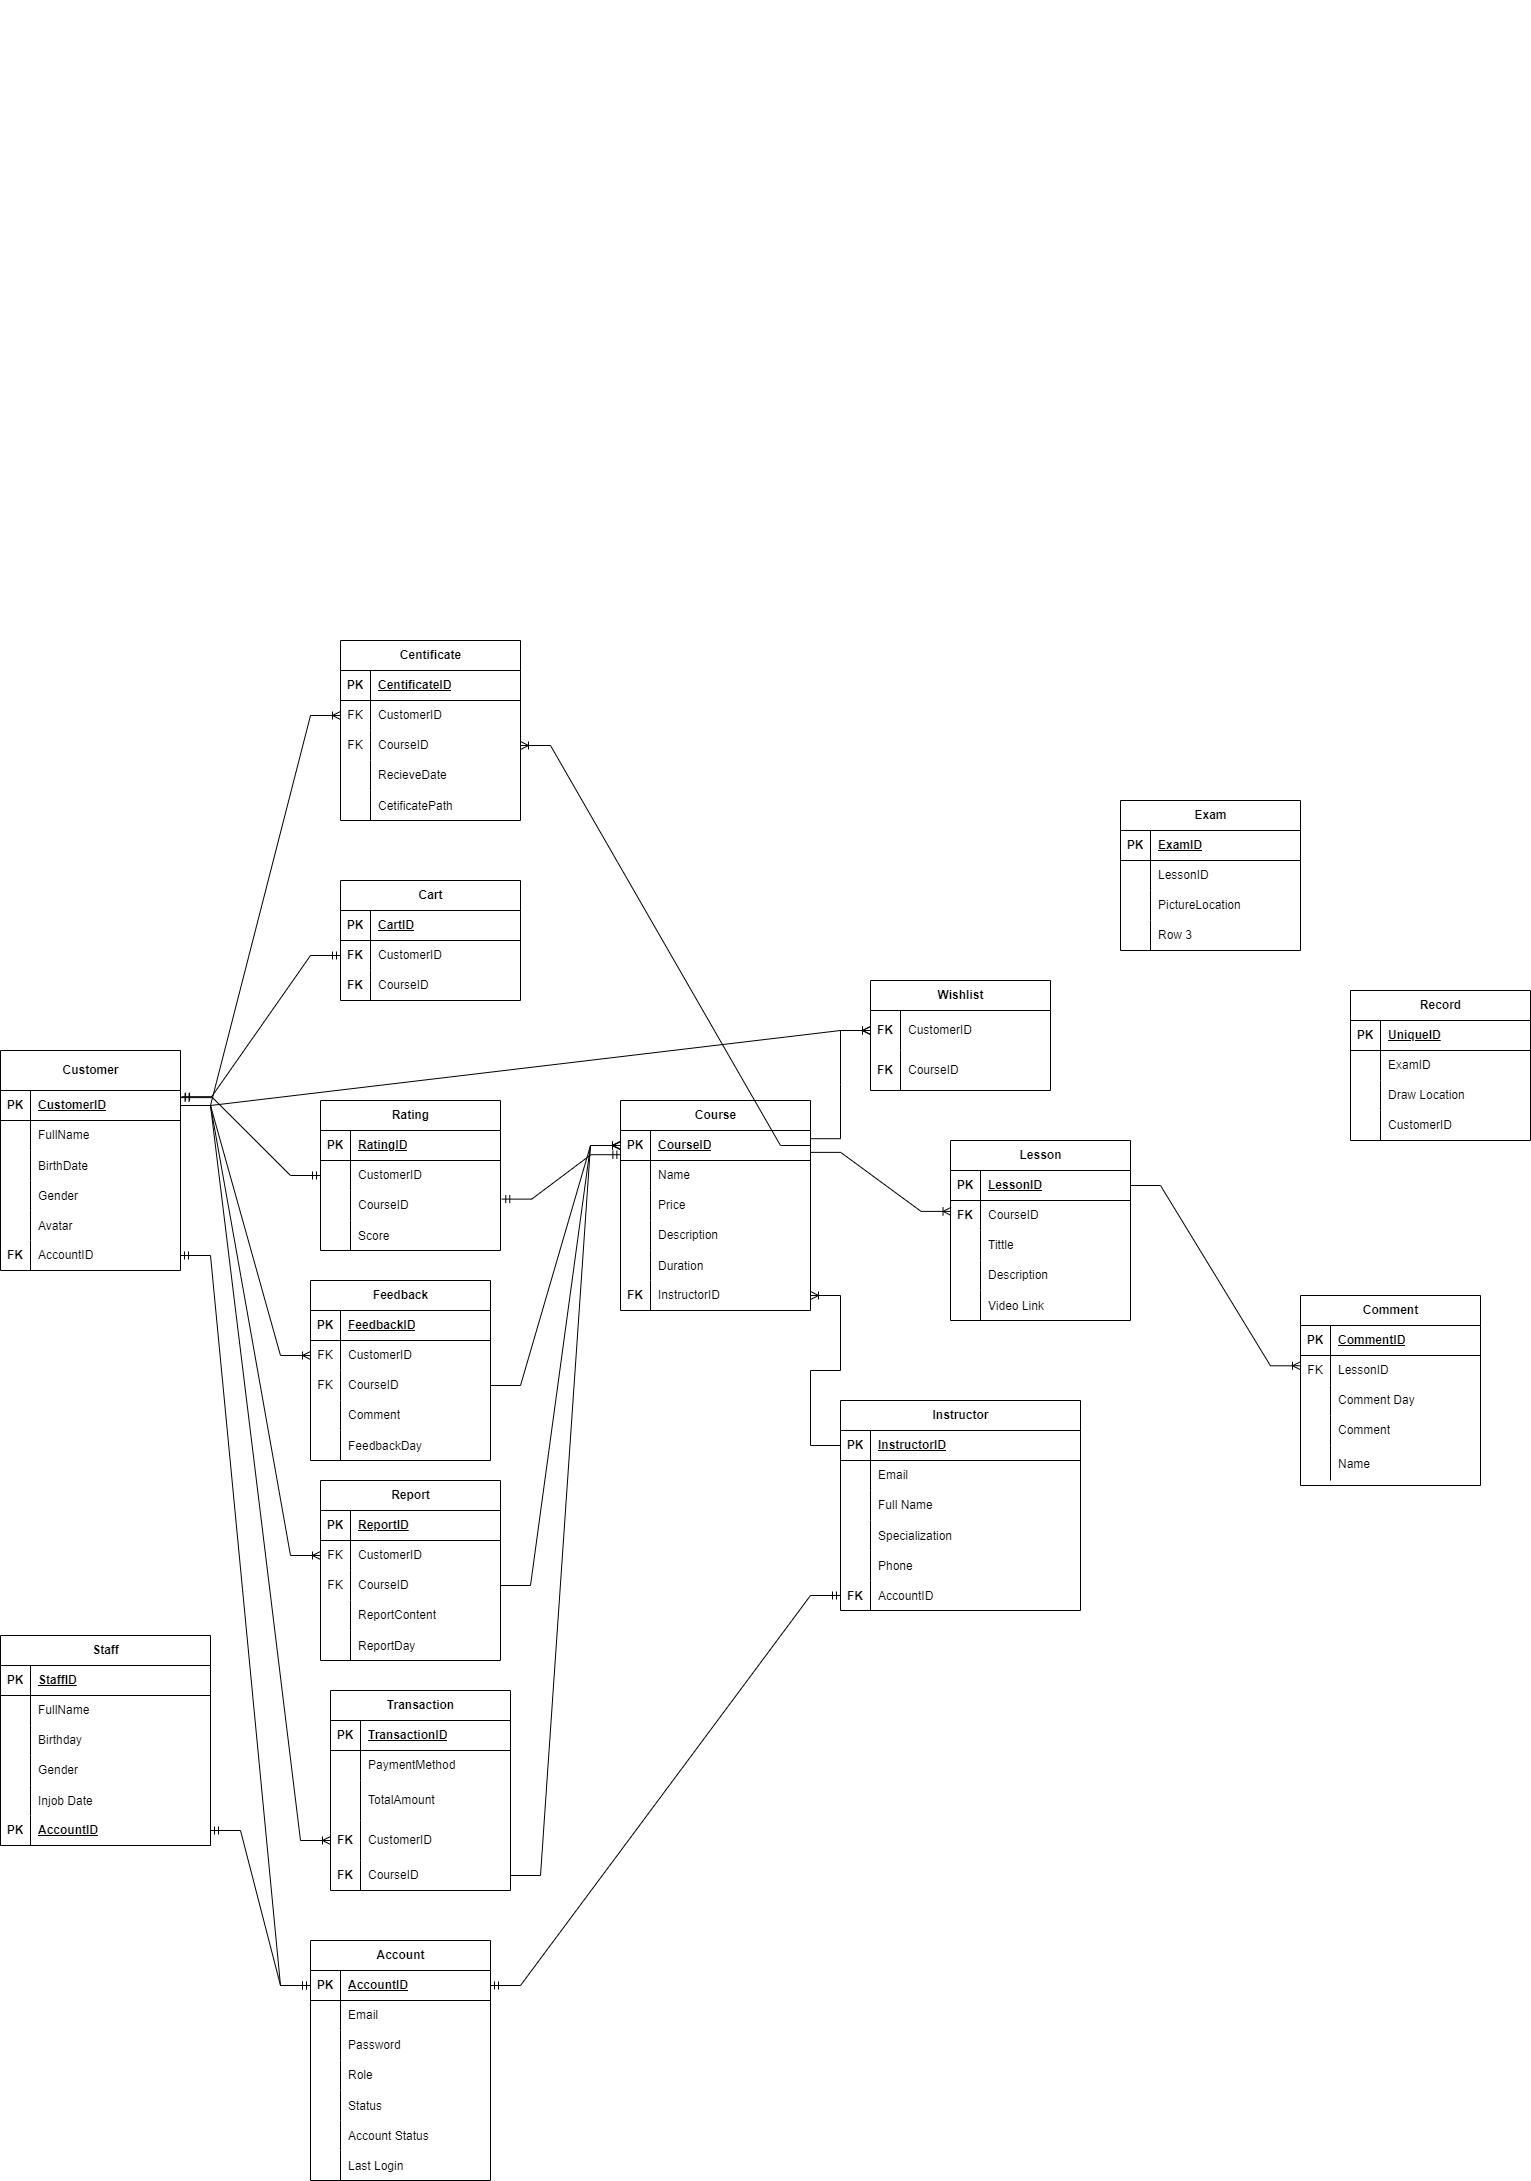 Centificate
PK CentificateID
FK CustomerID
FK CourseID
RecieveDate
CetificatePath
Exam
PK ExamID
LessonID
PictureLocation
Row 3
Cart
PK CartID
FK CustomerID
FK CourseID
Wishlist
FK CustomerID
FK CourseID
Record
PK UniqueID
ExamID
Draw Location
CustomerID
Customer
PK CustomerID
FullName
BirthDate
Gender
Avatar
FK AccountID
Rating
PK RatingID
CustomerID
CourseID
Score
Course
PK CourseID
Name
Price
Description
Duration
FK InstructorID
Lesson
PK LessonID
FK CourseID
Tittle
Description
Video Link
Feedback
PK FeedbackID
FK CustomerID
FK CourseID
Comment
FeedbackDay
Comment
PK CommentID
FK LessonID
Comment Day
Comment
Name
Instructor
PK InstructorID
Email
Full Name
Specialization
Phone
FK AccountID
Report
PK ReportID
FK CustomerID
FK CourseID
ReportContent
ReportDay
Staff
PK StaffID
FullName
Birthday
Gender
Injob Date
PK AccountID
Transaction
PK TransactionID
PaymentMethod
TotalAmount
FK CustomerID
FK CourseID
Account
PK AccountID
Email
Password
Role
Status
Account Status
Last Login